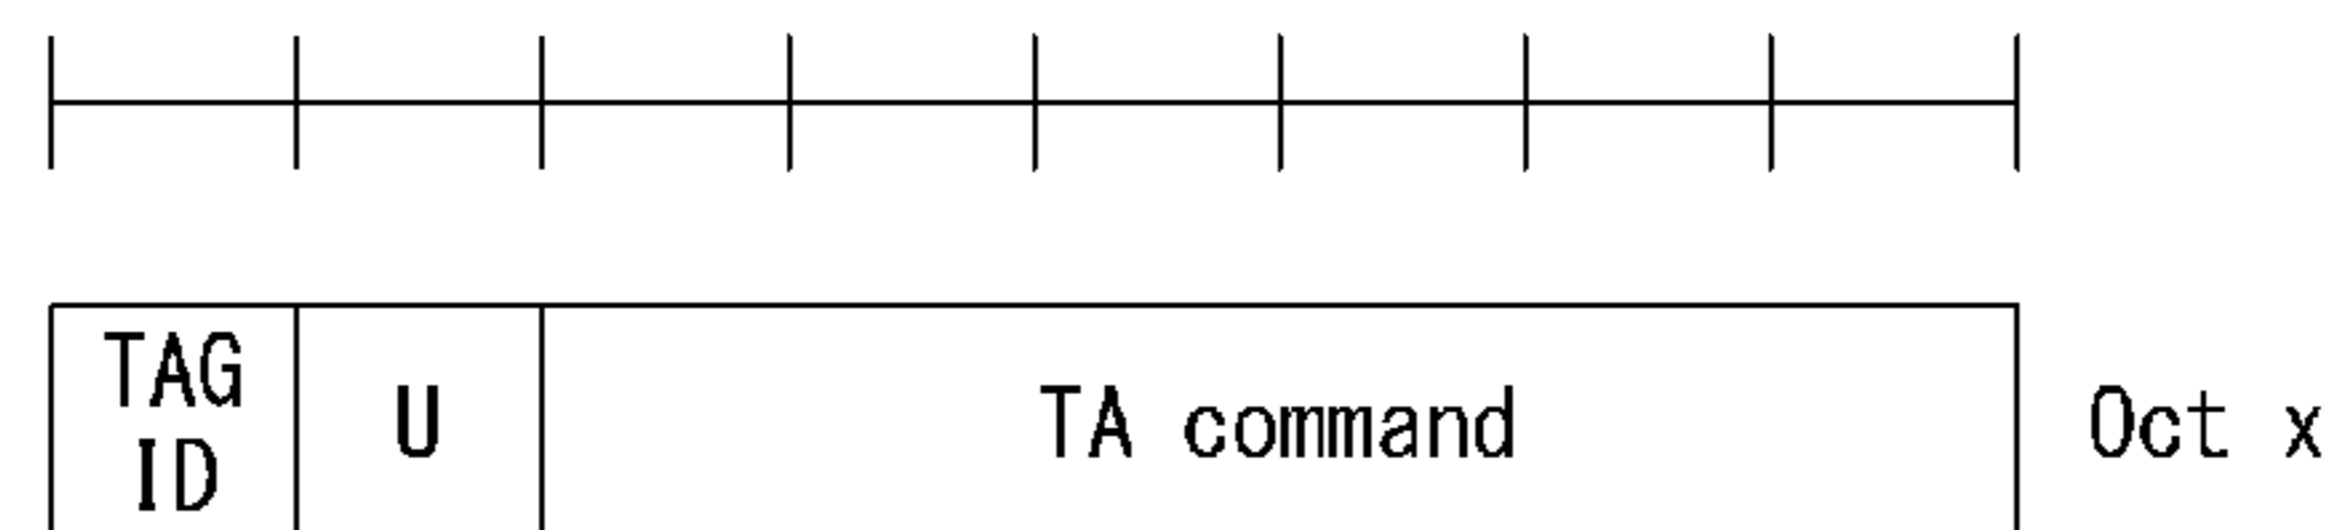 TAG
ID
U
TA command
Oct x